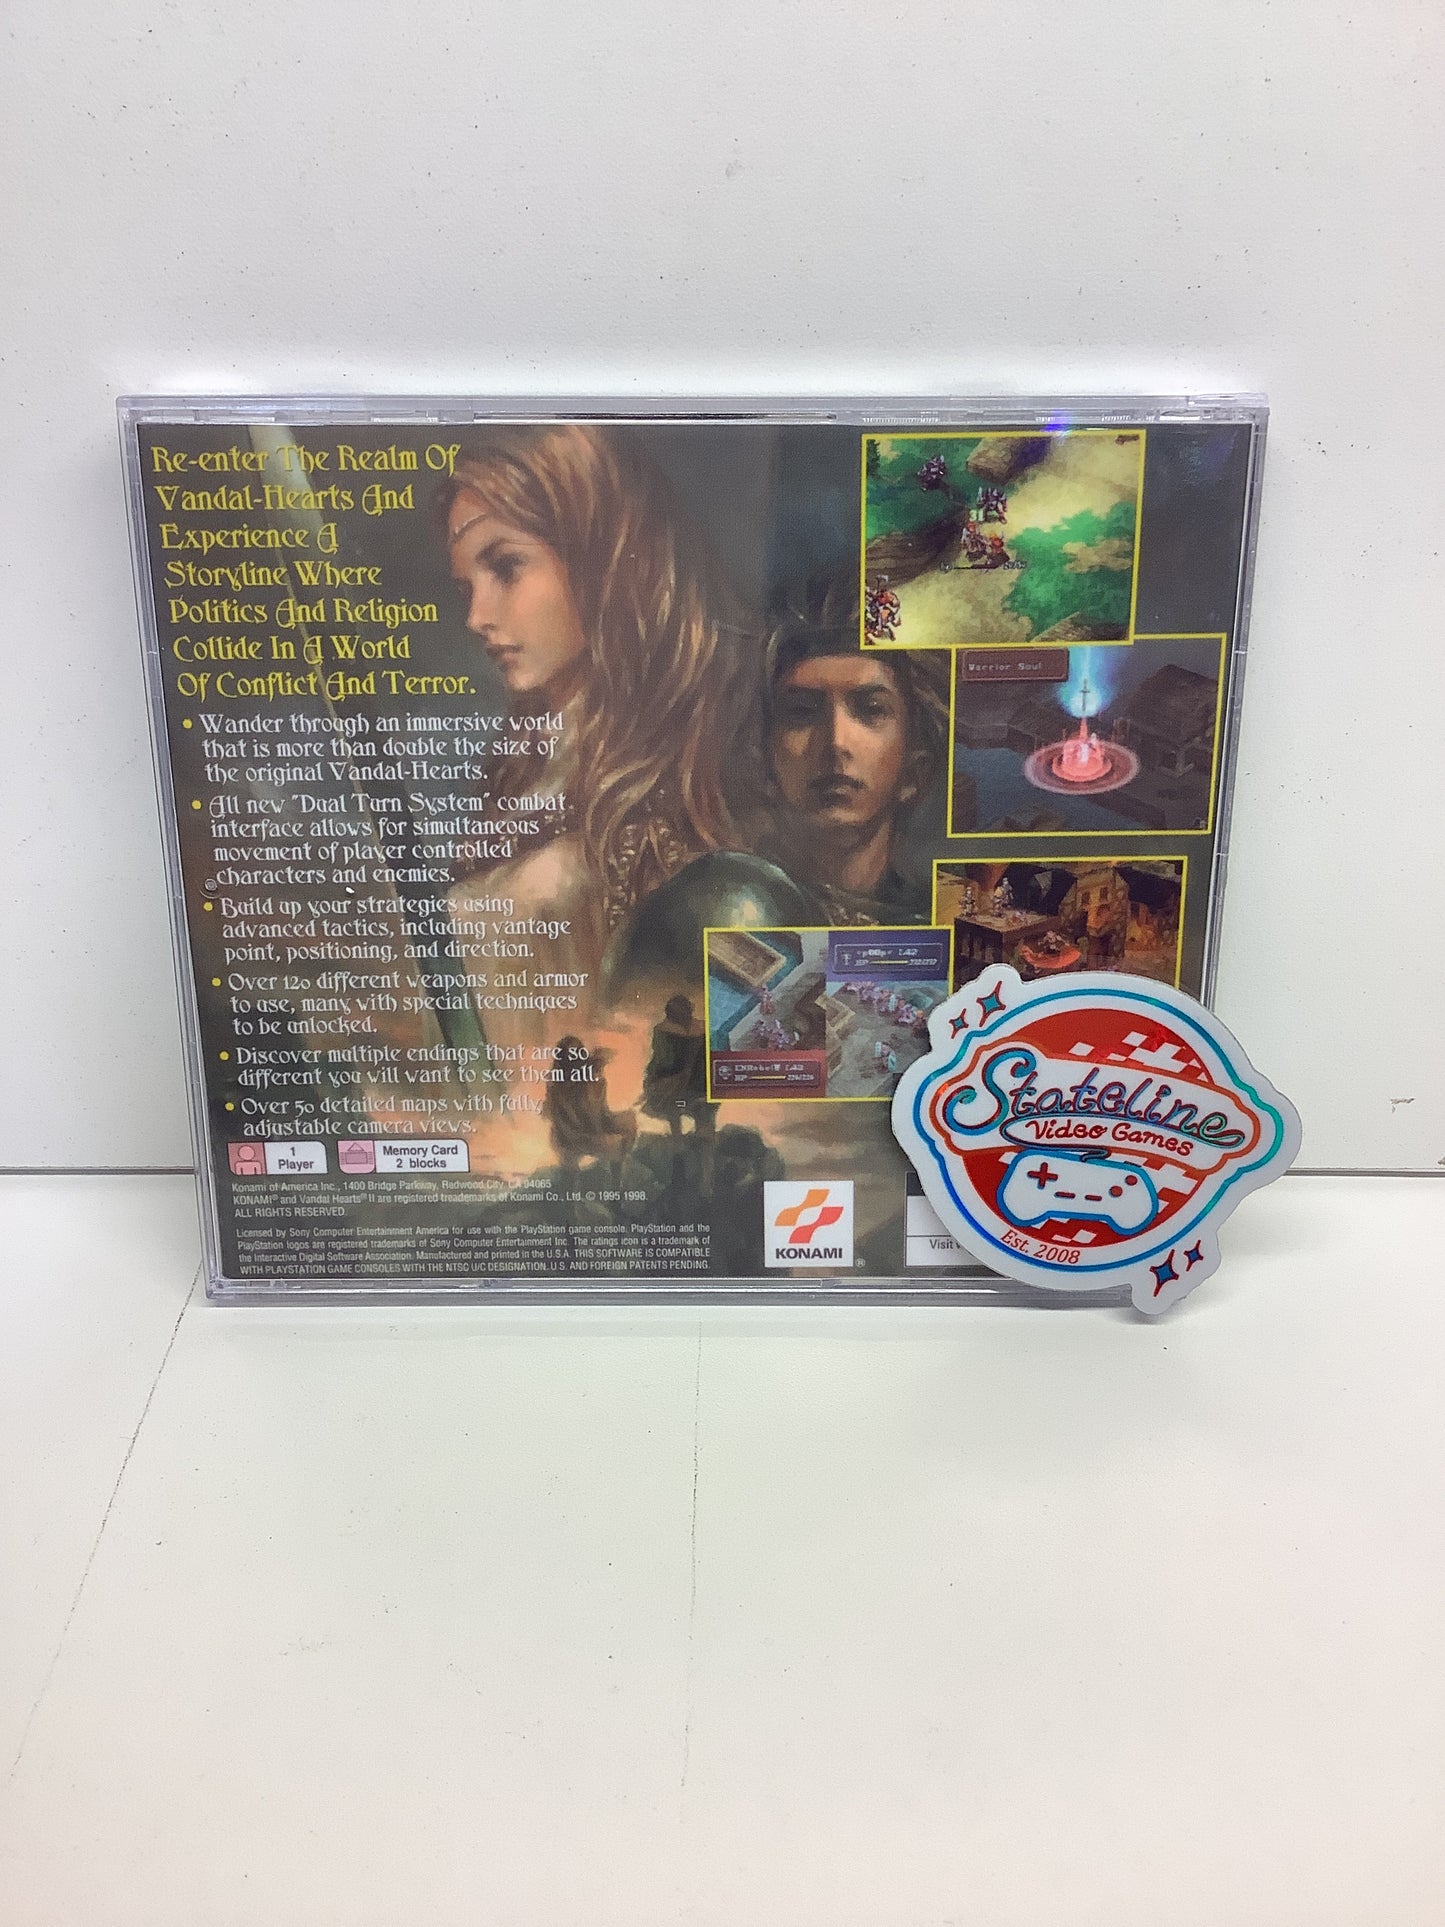 Re-enter The Realm Of
Vandal-Hearts And
Experience A
Storyline Where
Politics And Religion
Collide In A World
Of Conflict And Terror.
• Wander through an immersive world
that is more than double the size of
the original Vandal-Hearts.
• All new "Dual Turn System" combat
interface allows for simultaneous
movement of player controlled
characters and enemies.
• Build up your strategies using
advanced tactics, including vantage
point, positioning, and direction.
• Over 120 different weapons and armor
to use, many with special techniques
to be unlocked.
• Discover multiple endings that are so
different you will want to see them all.
• Over 50 detailed maps with fully
adjustable camera views.
1
Player
Memory Card
2 blocks
Konami of America Inc., 1400 Bridge Parkway, Redwood City, CA 94065
KONAMI® and Vandal Hearts® II are registered treademarks of Konami Co., Ltd. © 1995 1998.
ALL RIGHTS RESERVED.
Licensed by Sony Computer Entertainment America for use with the PlayStation game console. PlayStation and the
PlayStation logos are registered trademarks of Sony Computer Entertainment Inc. The ratings icon is a trademark of
the Interactive Digital Software Association. Manufactured and printed in the U.S.A. THIS SOFTWARE IS COMPATIBLE
WITH PLAYSTATION GAME CONSOLES WITH THE NTSC U/C DESIGNATION. U.S. AND FOREIGN PATENTS PENDING.
31
Warrior Soul
HP
HP 226/226
KONAMI
®
Visit
Stateline
Video Games
Est. 2008